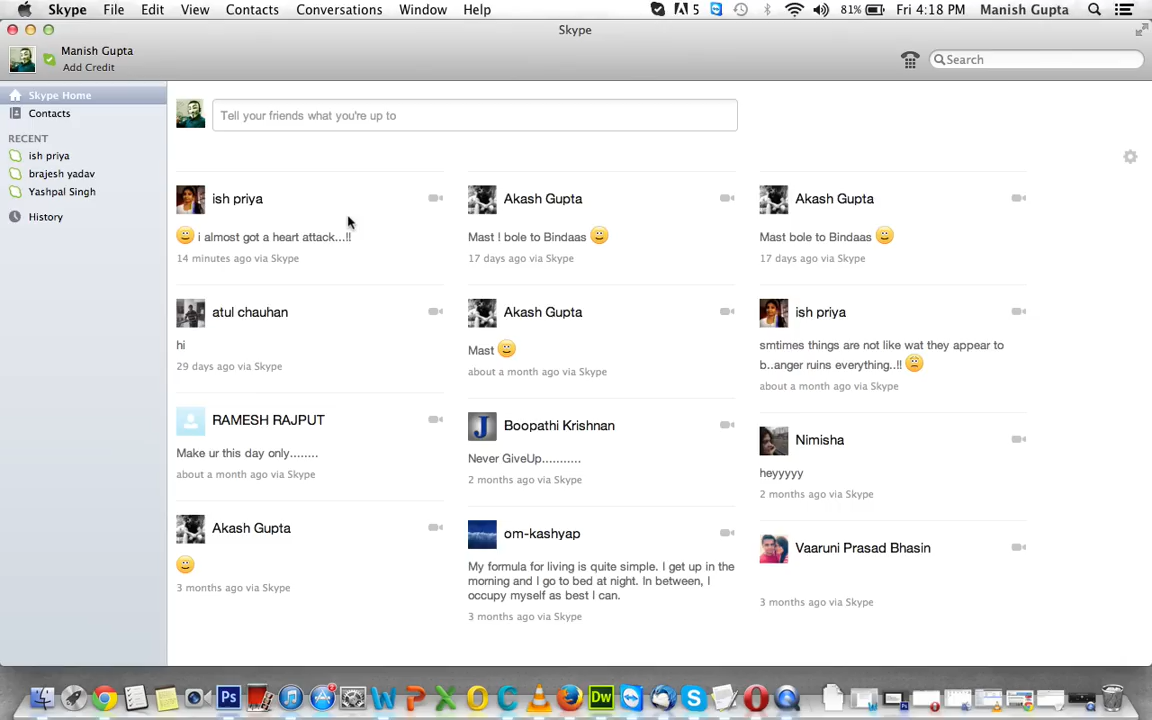 Skype File Edit View Contacts Conversations Window Help 5 81% Fri 4:18 PM Manish Gupta
Skype
Manish Gupta
Add Credit
Search
Skype Home
Contacts
RECENT
ish priya
brajesh yadav
Yashpal Singh
History
Tell your friends what you're up to
ish priya
i almost got a heart attack...!!
14 minutes ago via Skype
Akash Gupta
Mast ! bole to Bindaas
17 days ago via Skype
Akash Gupta
Mast bole to Bindaas
17 days ago via Skype
atul chauhan
hi
29 days ago via Skype
Akash Gupta
Mast
about a month ago via Skype
ish priya
smtimes things are not like wat they appear to
b..anger ruins everything..!!
about a month ago via Skype
RAMESH RAJPUT
Make ur this day only........
about a month ago via Skype
Boopathi Krishnan
Never GiveUp...........
2 months ago via Skype
Nimisha
heyyyyy
2 months ago via Skype
Akash Gupta
3 months ago via Skype
om-kashyap
My formula for living is quite simple. I get up in the
morning and I go to bed at night. In between, I
occupy myself as best I can.
3 months ago via Skype
Vaaruni Prasad Bhasin
3 months ago via Skype
Ps
Dw